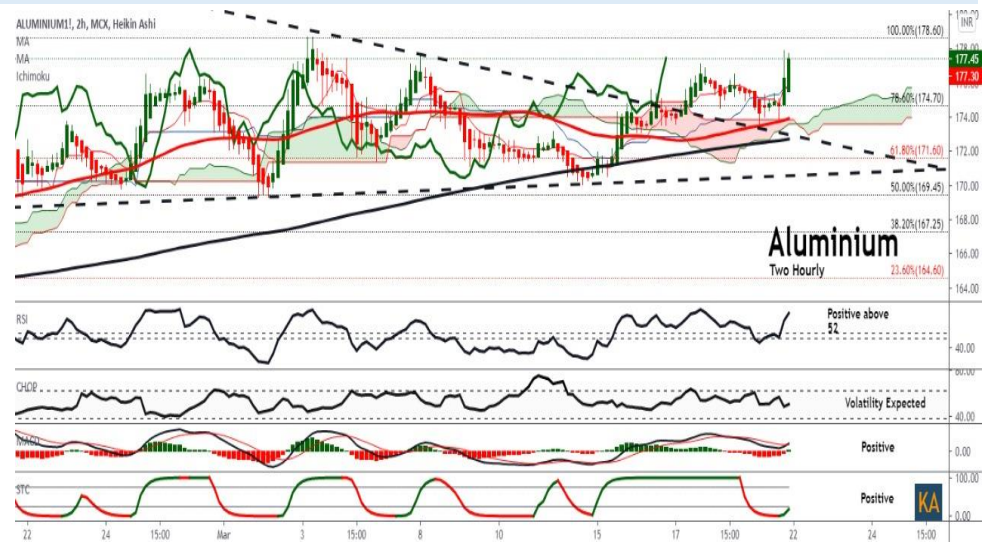 ALUMINIUM1!, 2h, MCX, Heikin Ashi
MA
MA
Ichimoku
INR
178.00
177.45
177.30
174.00
172.00
170.00
168.00
166.00
164.00
100.00%(178.60)
78.60%(174.70)
61.80%(171.60)
50.00%(169.45)
38.20%(167.25)
23.60%(164.60)
Aluminium
Two Hourly
RSI
Positive above
52
40.00
CHOP
Volatility Expected
60.00
40.00
MACD
Positive
0.00
STC
Positive
100.00
0.00
KA
22 24 15:00 Mar 3 15:00 8 10 15 17 15:00 22 24 15:00